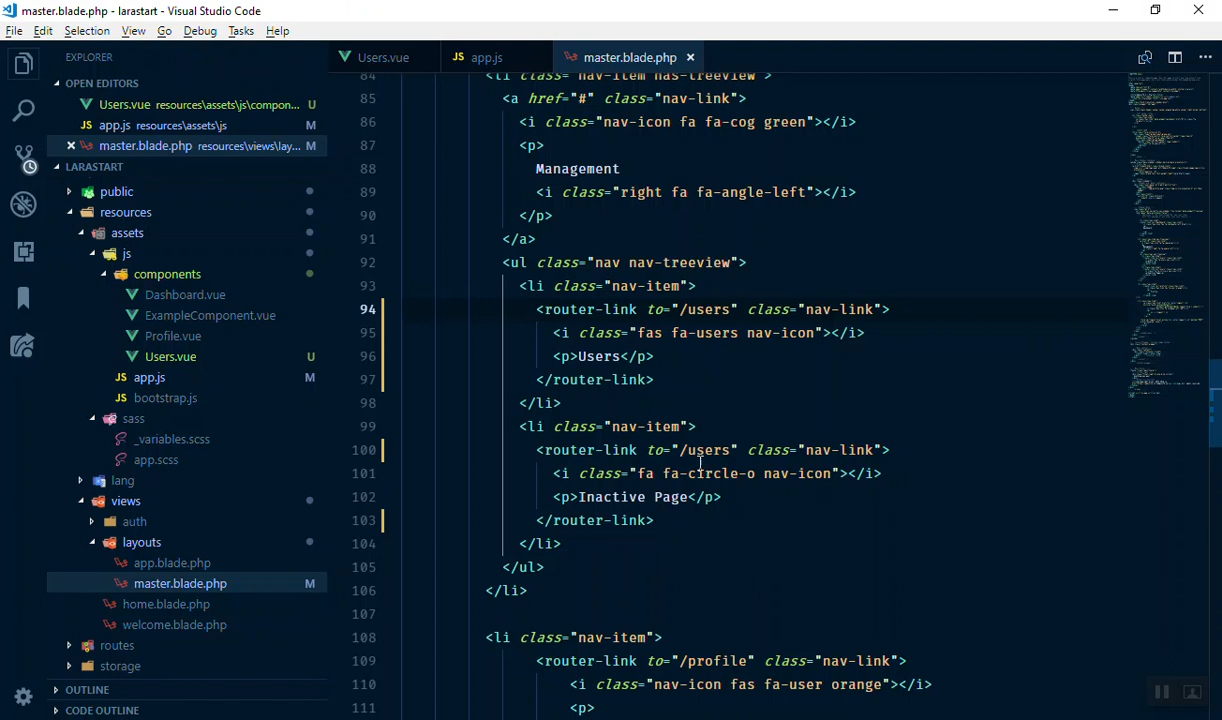 master.blade.php - larastart - Visual Studio Code
File Edit Selection View Go Debug Tasks Help
EXPLORER
OPEN EDITORS
Users.vue resources\assets\js\compon... U
app.js resources\assets\js M
master.blade.php resources\views\lay... M
LARASTART
public
resources
assets
js
components
Dashboard.vue
ExampleComponent.vue
Profile.vue
Users.vue U
app.js M
bootstrap.js
sass
_variables.scss
app.scss
lang
views
auth
layouts
app.blade.php
master.blade.php M
home.blade.php
welcome.blade.php
routes
storage
OUTLINE
CODE OUTLINE
Users.vue JS app.js master.blade.php
84 <li class="nav-item has-treeview">
85 <a href="#" class="nav-link">
86 <i class="nav-icon fa fa-cog green"></i>
87 <p>
88 Management
89 <i class="right fa fa-angle-left"></i>
90 </p>
91 </a>
92 <ul class="nav nav-treeview">
93 <li class="nav-item">
94 <router-link to="/users" class="nav-link">
95 <i class="fas fa-users nav-icon"></i>
96 <p>Users</p>
97 </router-link>
98 </li>
99 <li class="nav-item">
100 <router-link to="/users" class="nav-link">
101 <i class="fa fa-circle-o nav-icon"></i>
102 <p>Inactive Page</p>
103 </router-link>
104 </li>
105 </ul>
106 </li>
107
108 <li class="nav-item">
109 <router-link to="/profile" class="nav-link">
110 <i class="nav-icon fas fa-user orange"></i>
111 <p>